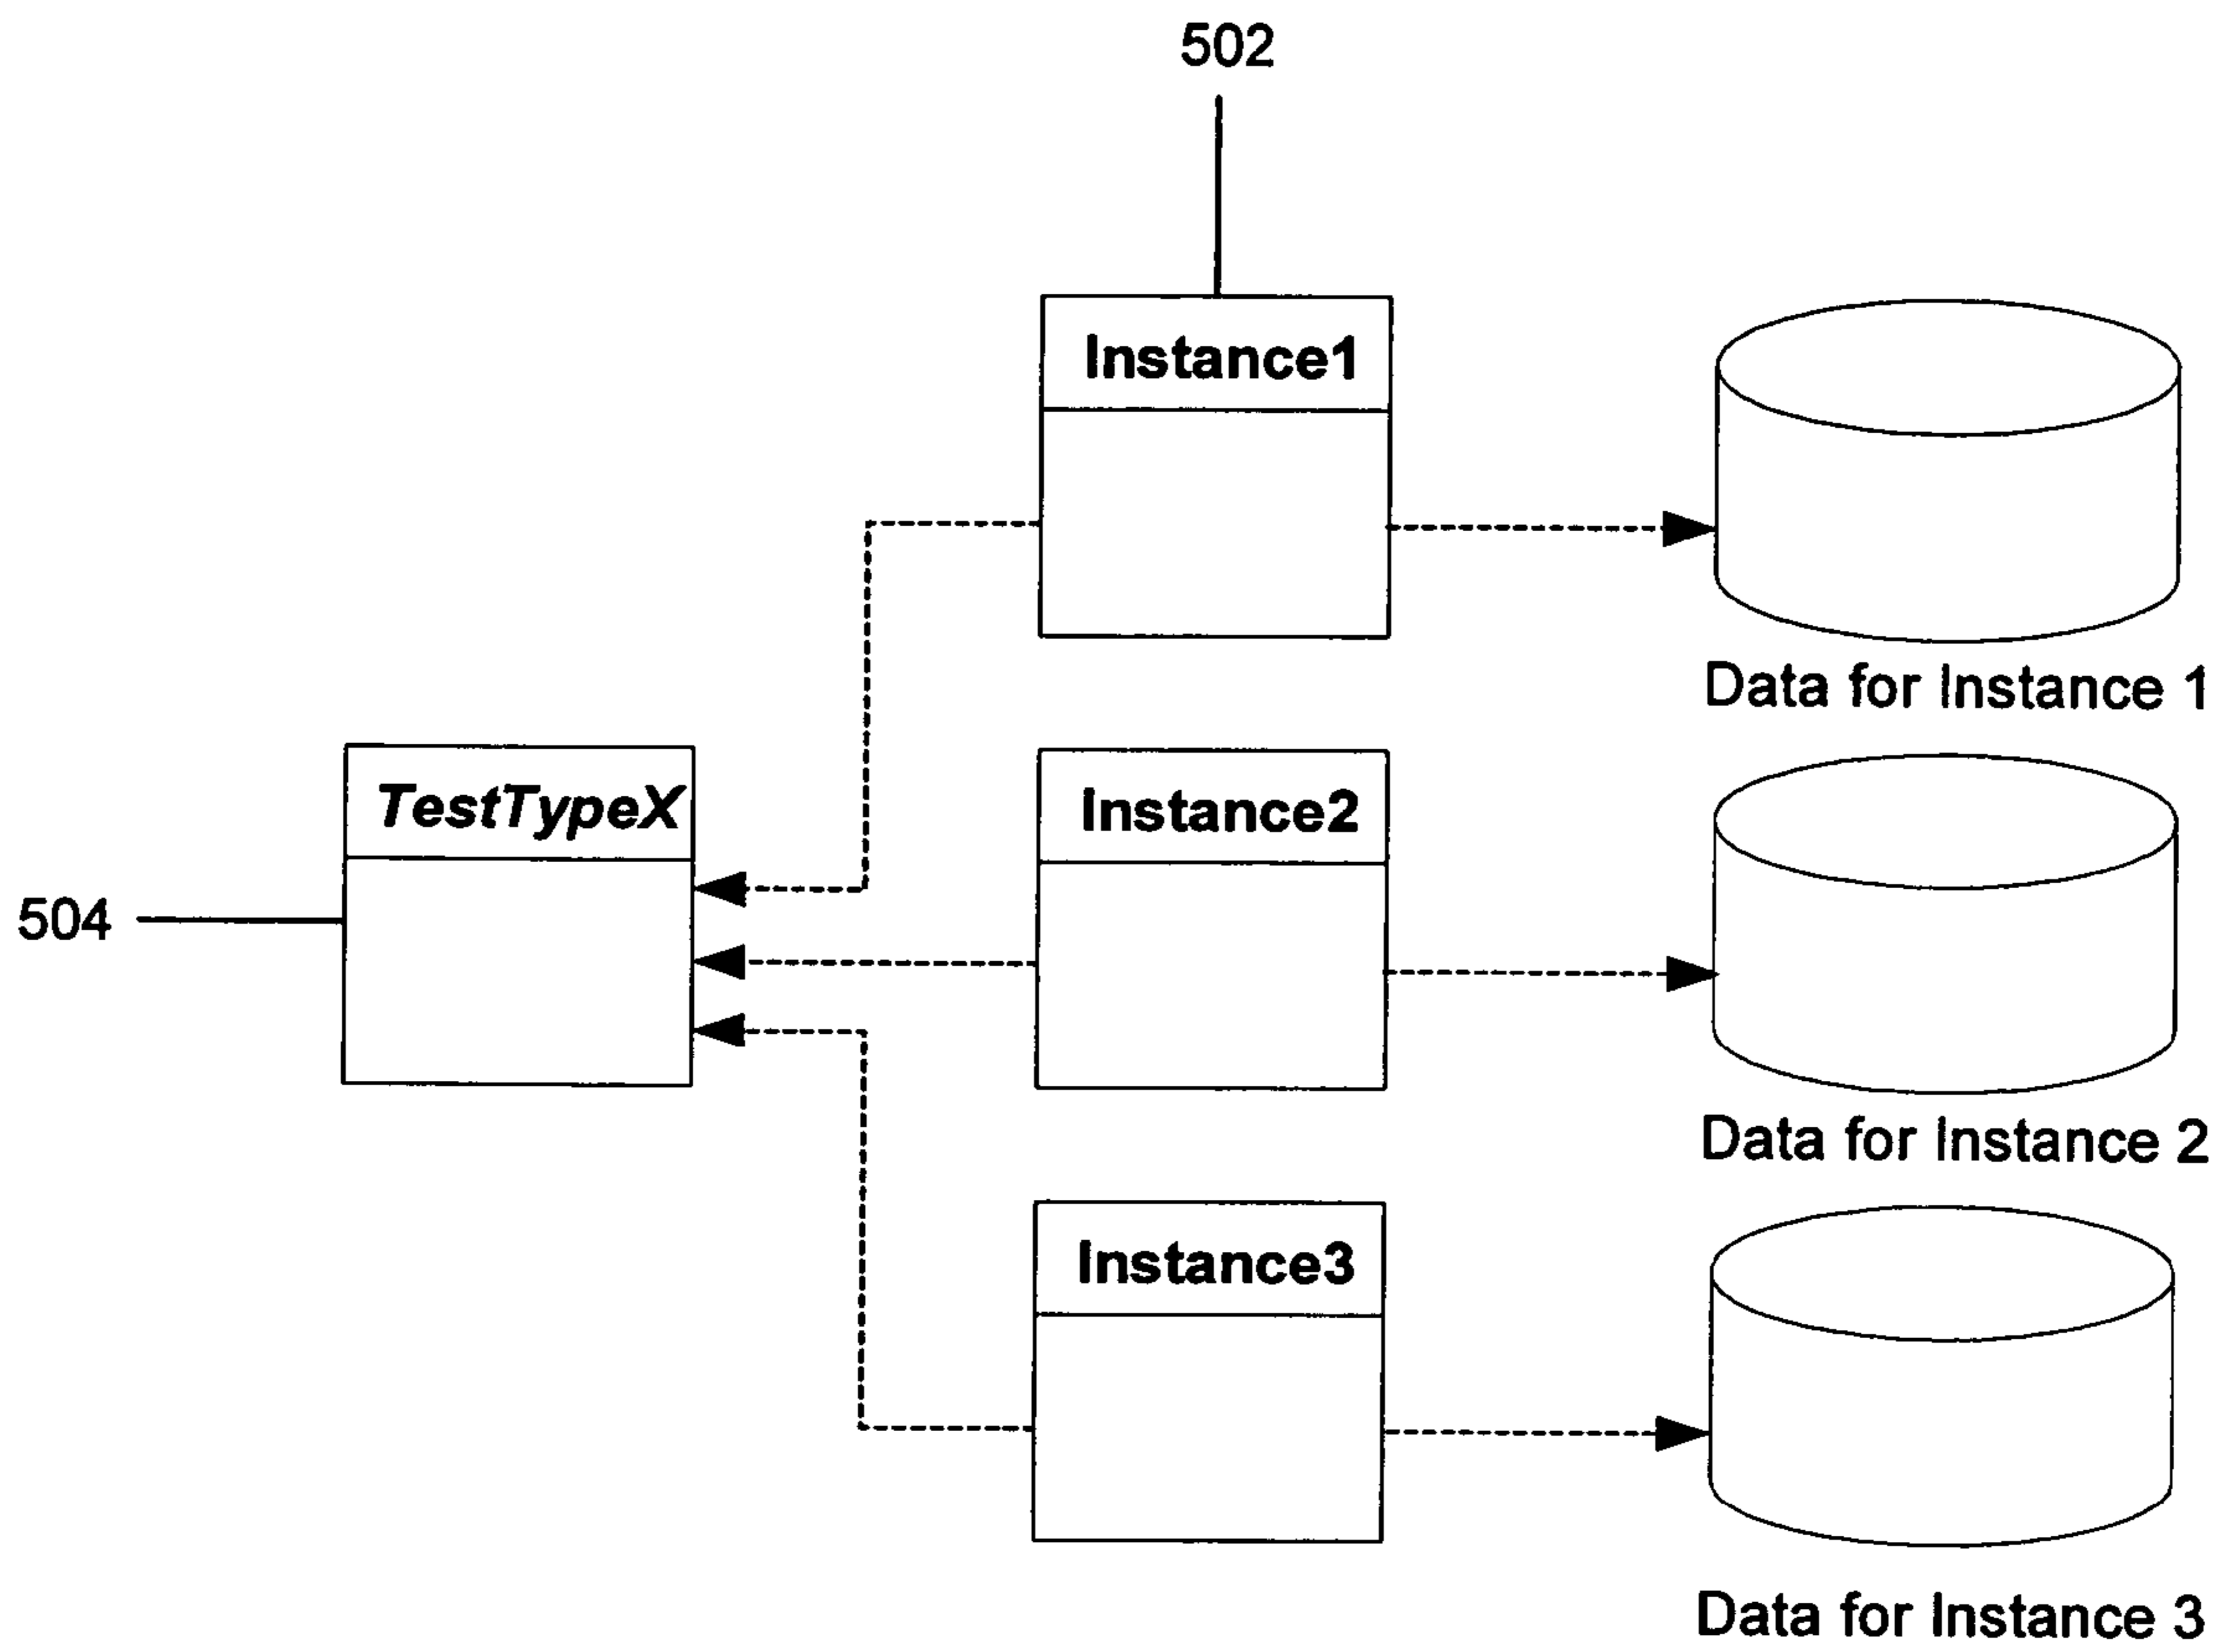 502
Instance1
Data for Instance 1
TestTypeX
Instance2
504
Data for Instance 2
Instance3
Data for Instance 3